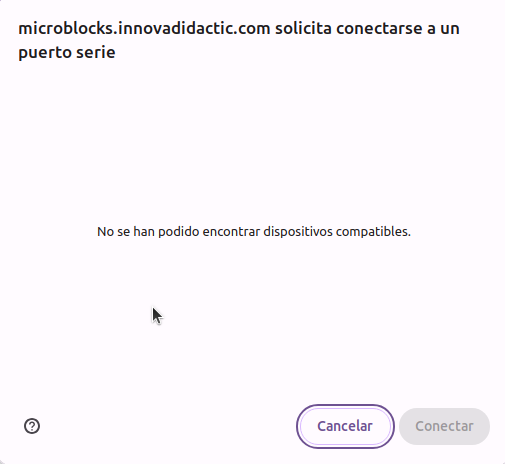 microblocks.innovadidactic.com solicita conectarse a un
puerto serie
No se han podido encontrar dispositivos compatibles.
Cancelar
Conectar